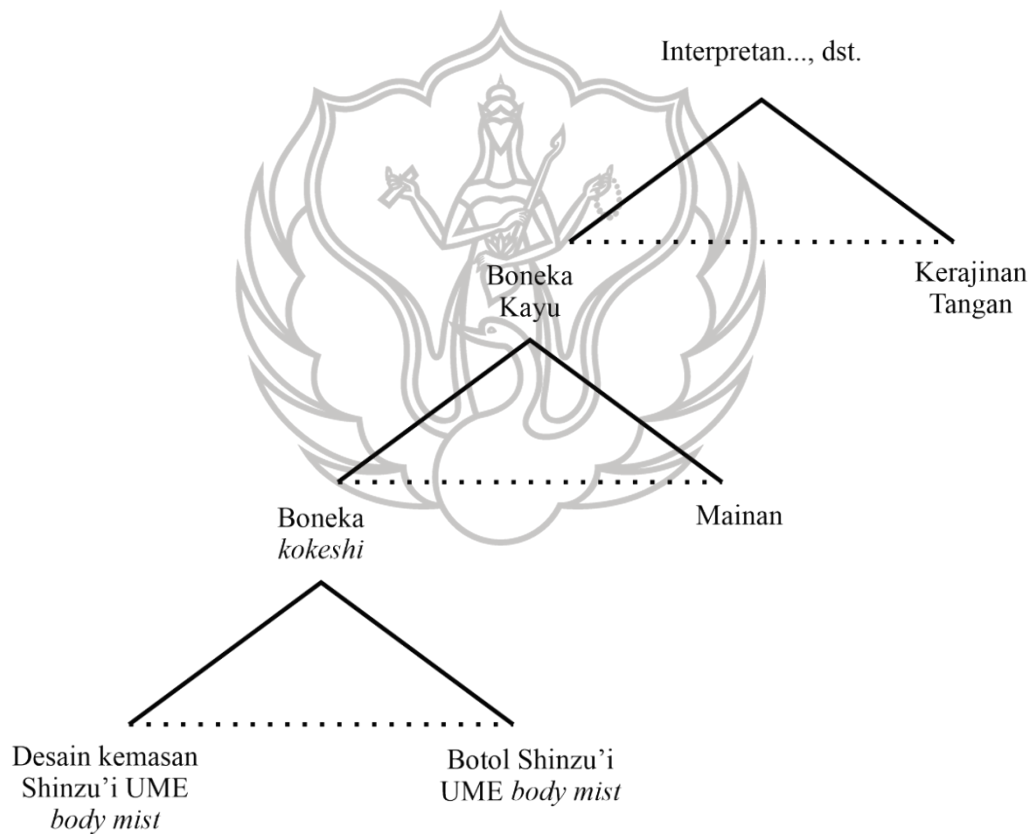 Interpretan..., dst.
Boneka
Kayu
Kerajinan
Tangan
Boneka
kokeshi
Mainan
Desain kemasan
Shinzu’i UME
body mist
Botol Shinzu’i
UME body mist